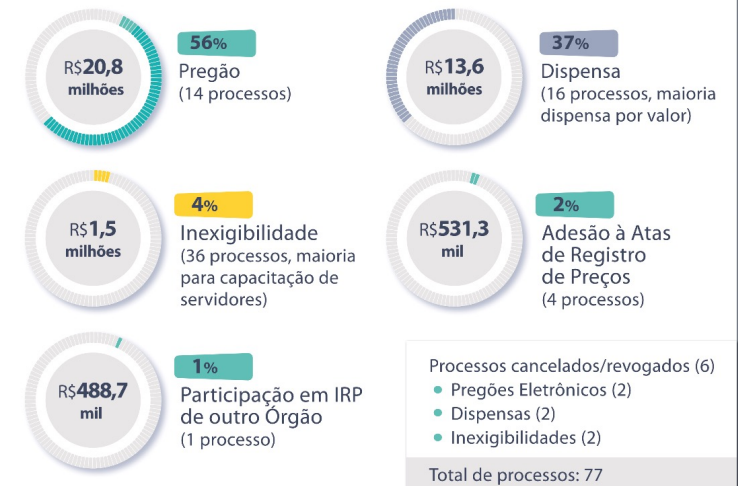 R$20,8
milhões
56%
Pregão
(14 processos)
R$13,6
milhões
37%
Dispensa
(16 processos, maioria
dispensa por valor)
R$1,5
milhões
4%
Inexigibilidade
(36 processos, maioria
para capacitação de
servidores)
R$531,3
mil
2%
Adesão à Atas
de Registro
de Preços
(4 processos)
R$488,7
mil
1%
Participação em IRP
de outro Órgão
(1 processo)
Processos cancelados/revogados (6)
• Pregões Eletrônicos (2)
• Dispensas (2)
• Inexigibilidades (2)
Total de processos: 77